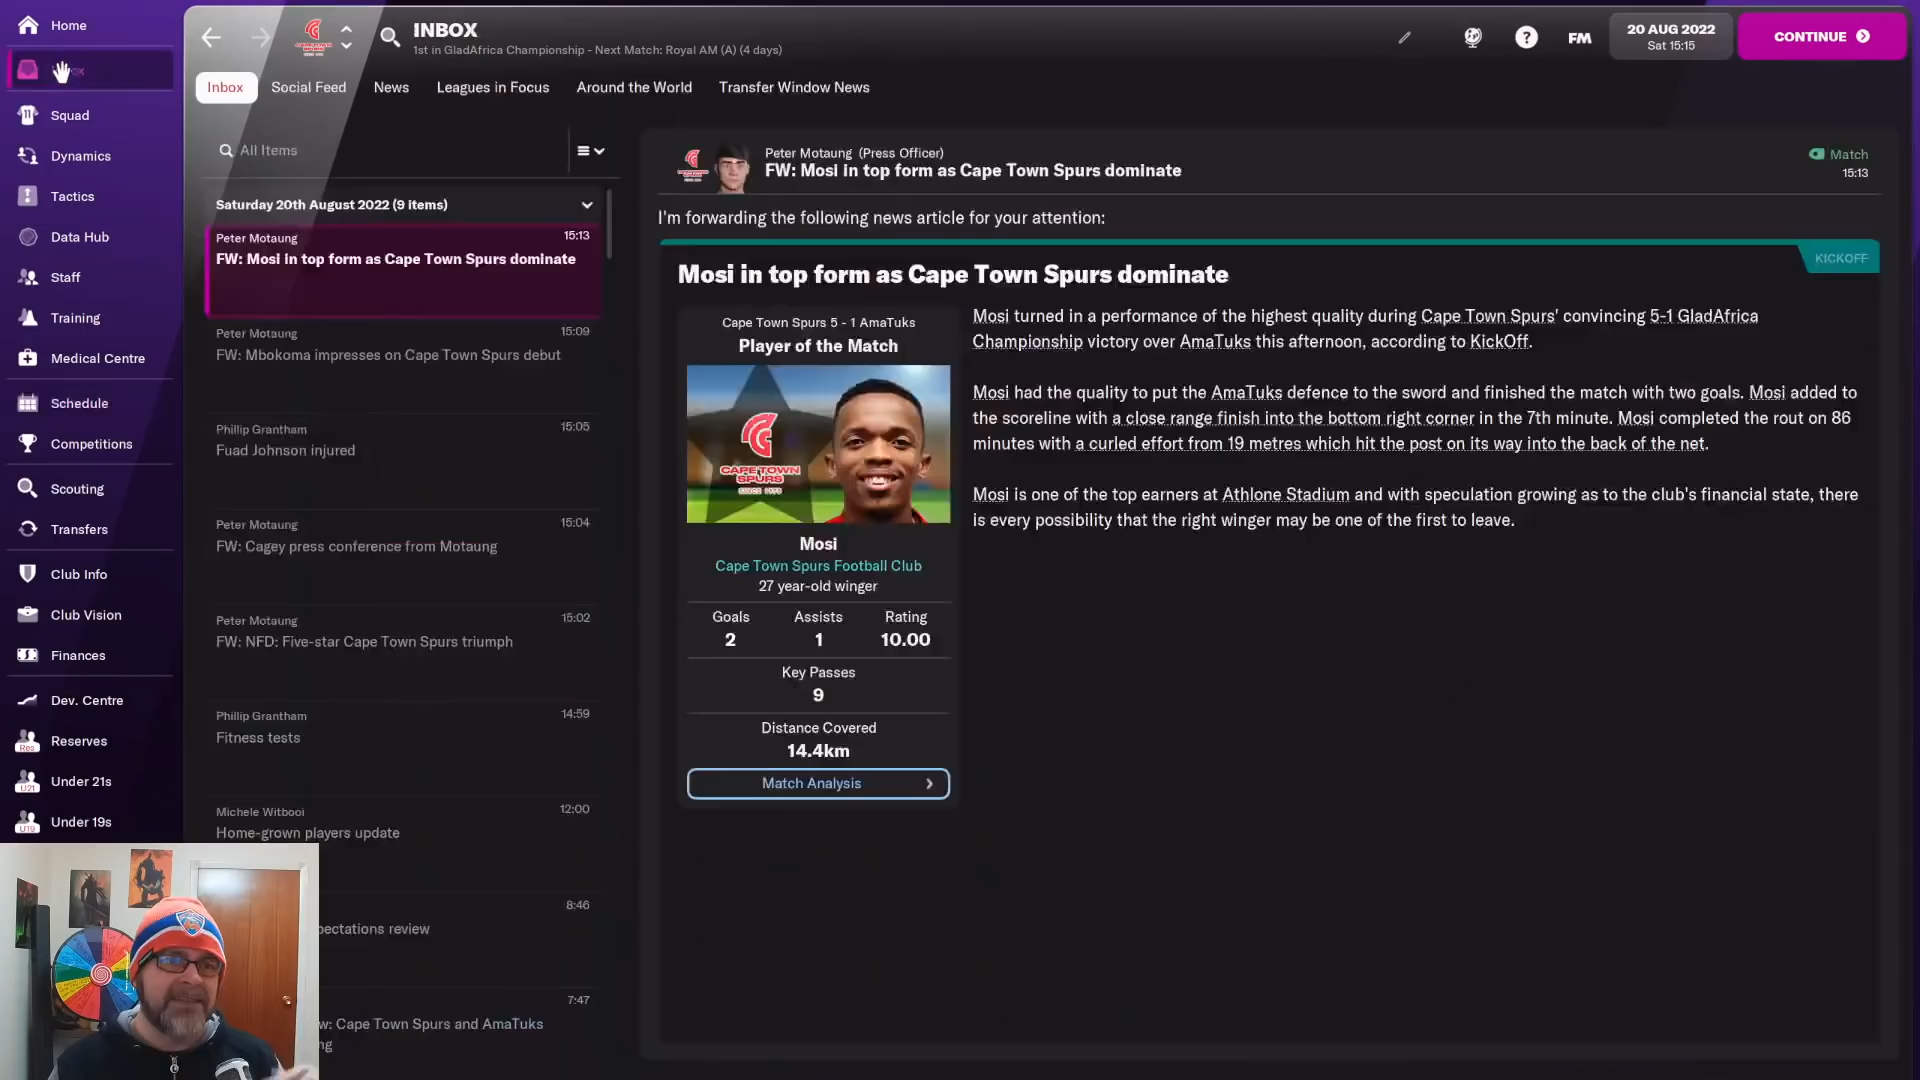 Home
Squad
Dynamics
Tactics
Data Hub
Staff
Training
Medical Centre
Schedule
Competitions
Scouting
Transfers
Club Info
Club Vision
Finances
Dev. Centre
Res
Reserves
U21
Under 21s
U19
Under 19s
INBOX
1st in GladAfrica Championship - Next Match: Royal AM (A) (4 days)
?
FM
20 AUG 2022
Sat 15:15
CONTINUE
Inbox
Social Feed
News
Leagues in Focus
Around the World
Transfer Window News
All Items
Saturday 20th August 2022 (9 items)
Peter Motaung 15:13
FW: Mosi in top form as Cape Town Spurs dominate
Peter Motaung 15:09
FW: Mbokoma impresses on Cape Town Spurs debut
Phillip Grantham 15:05
Fuad Johnson injured
Peter Motaung 15:04
FW: Cagey press conference from Motaung
Peter Motaung 15:02
FW: NFD: Five-star Cape Town Spurs triumph
Phillip Grantham 14:59
Fitness tests
Michele Witbooi 12:00
Home-grown players update
8:46
pectations review
7:47
w: Cape Town Spurs and AmaTuks
ng
Peter Motaung (Press Officer)
FW: Mosi in top form as Cape Town Spurs dominate
Match
15:13
I'm forwarding the following news article for your attention:
KICKOFF
Mosi in top form as Cape Town Spurs dominate
Cape Town Spurs 5 - 1 AmaTuks
Player of the Match
CAPE TOWN
SPURS
Mosi
Cape Town Spurs Football Club
27 year-old winger
Goals Assists Rating
2 1 10.00
Key Passes
9
Distance Covered
14.4km
Match Analysis
Mosi turned in a performance of the highest quality during Cape Town Spurs' convincing 5-1 GladAfrica
Championship victory over AmaTuks this afternoon, according to KickOff.
Mosi had the quality to put the AmaTuks defence to the sword and finished the match with two goals. Mosi added to
the scoreline with a close range finish into the bottom right corner in the 7th minute. Mosi completed the rout on 86
minutes with a curled effort from 19 metres which hit the post on its way into the back of the net.
Mosi is one of the top earners at Athlone Stadium and with speculation growing as to the club's financial state, there
is every possibility that the right winger may be one of the first to leave.